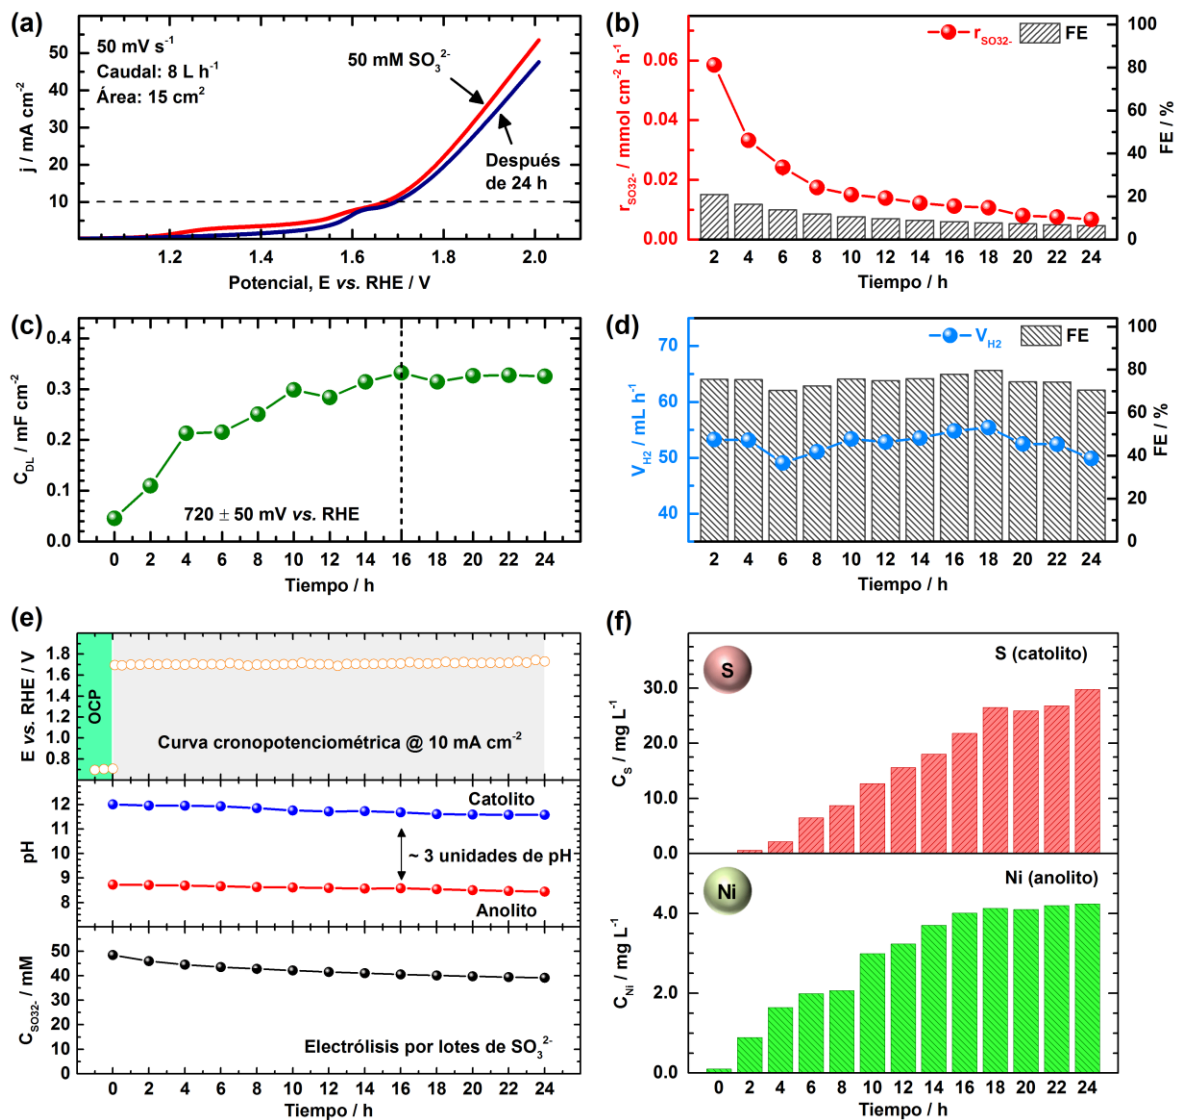 (a)
50 mV s⁻¹
Caudal: 8 L h⁻¹
Área: 15 cm²
50 mM SO₃²⁻
Después
de 24 h
j / mA cm⁻²
50
40
30
20
10
1.2 1.4 1.6 1.8 2.0
Potencial, E vs. RHE / V
(b)
r_SO32- FE
r_SO32- / mmol cm⁻² h⁻¹
0.06
0.04
0.02
0.00
100
80
60
40
20
0
FE / %
2 4 6 8 10 12 14 16 18 20 22 24
Tiempo / h
(c)
C_DL / mF cm⁻²
0.4
0.3
0.2
0.1
0.0
720 ± 50 mV vs. RHE
0 2 4 6 8 10 12 14 16 18 20 22 24
Tiempo / h
(d)
V_H2 FE
V_H2 / mL h⁻¹
70
60
50
40
100
80
60
40
20
0
FE / %
2 4 6 8 10 12 14 16 18 20 22 24
Tiempo / h
(e)
E vs. RHE / V
1.8
1.6
1.4
1.2
1.0
0.8
OCP
Curva cronopotenciométrica @ 10 mA cm⁻²
pH
12
11
10
9
8
Catolito
~ 3 unidades de pH
Anolito
C_SO32- / mM
50
40
30
20
10
0
Electrólisis por lotes de SO₃²⁻
0 2 4 6 8 10 12 14 16 18 20 22 24
Tiempo / h
(f)
S
S (catolito)
C_S / mg L⁻¹
30.0
20.0
10.0
0.0
Ni
Ni (anolito)
C_Ni / mg L⁻¹
4.0
2.0
0.0
0 2 4 6 8 10 12 14 16 18 20 22 24
Tiempo / h